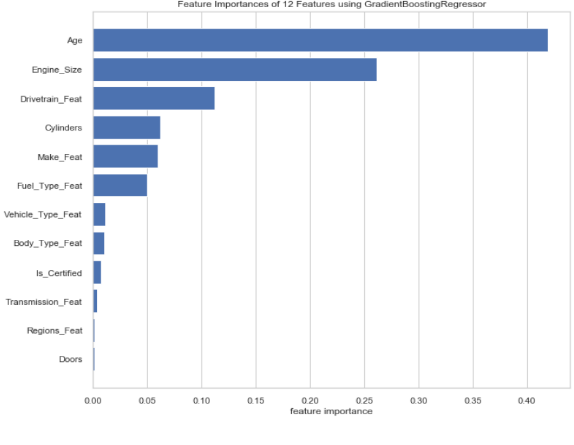 Feature Importances of 12 Features using GradientBoostingRegressor
Age
Engine_Size
Drivetrain_Feat
Cylinders
Make_Feat
Fuel_Type_Feat
Vehicle_Type_Feat
Body_Type_Feat
Is_Certified
Transmission_Feat
Regions_Feat
Doors
0.00 0.05 0.10 0.15 0.20 0.25 0.30 0.35 0.40
feature importance